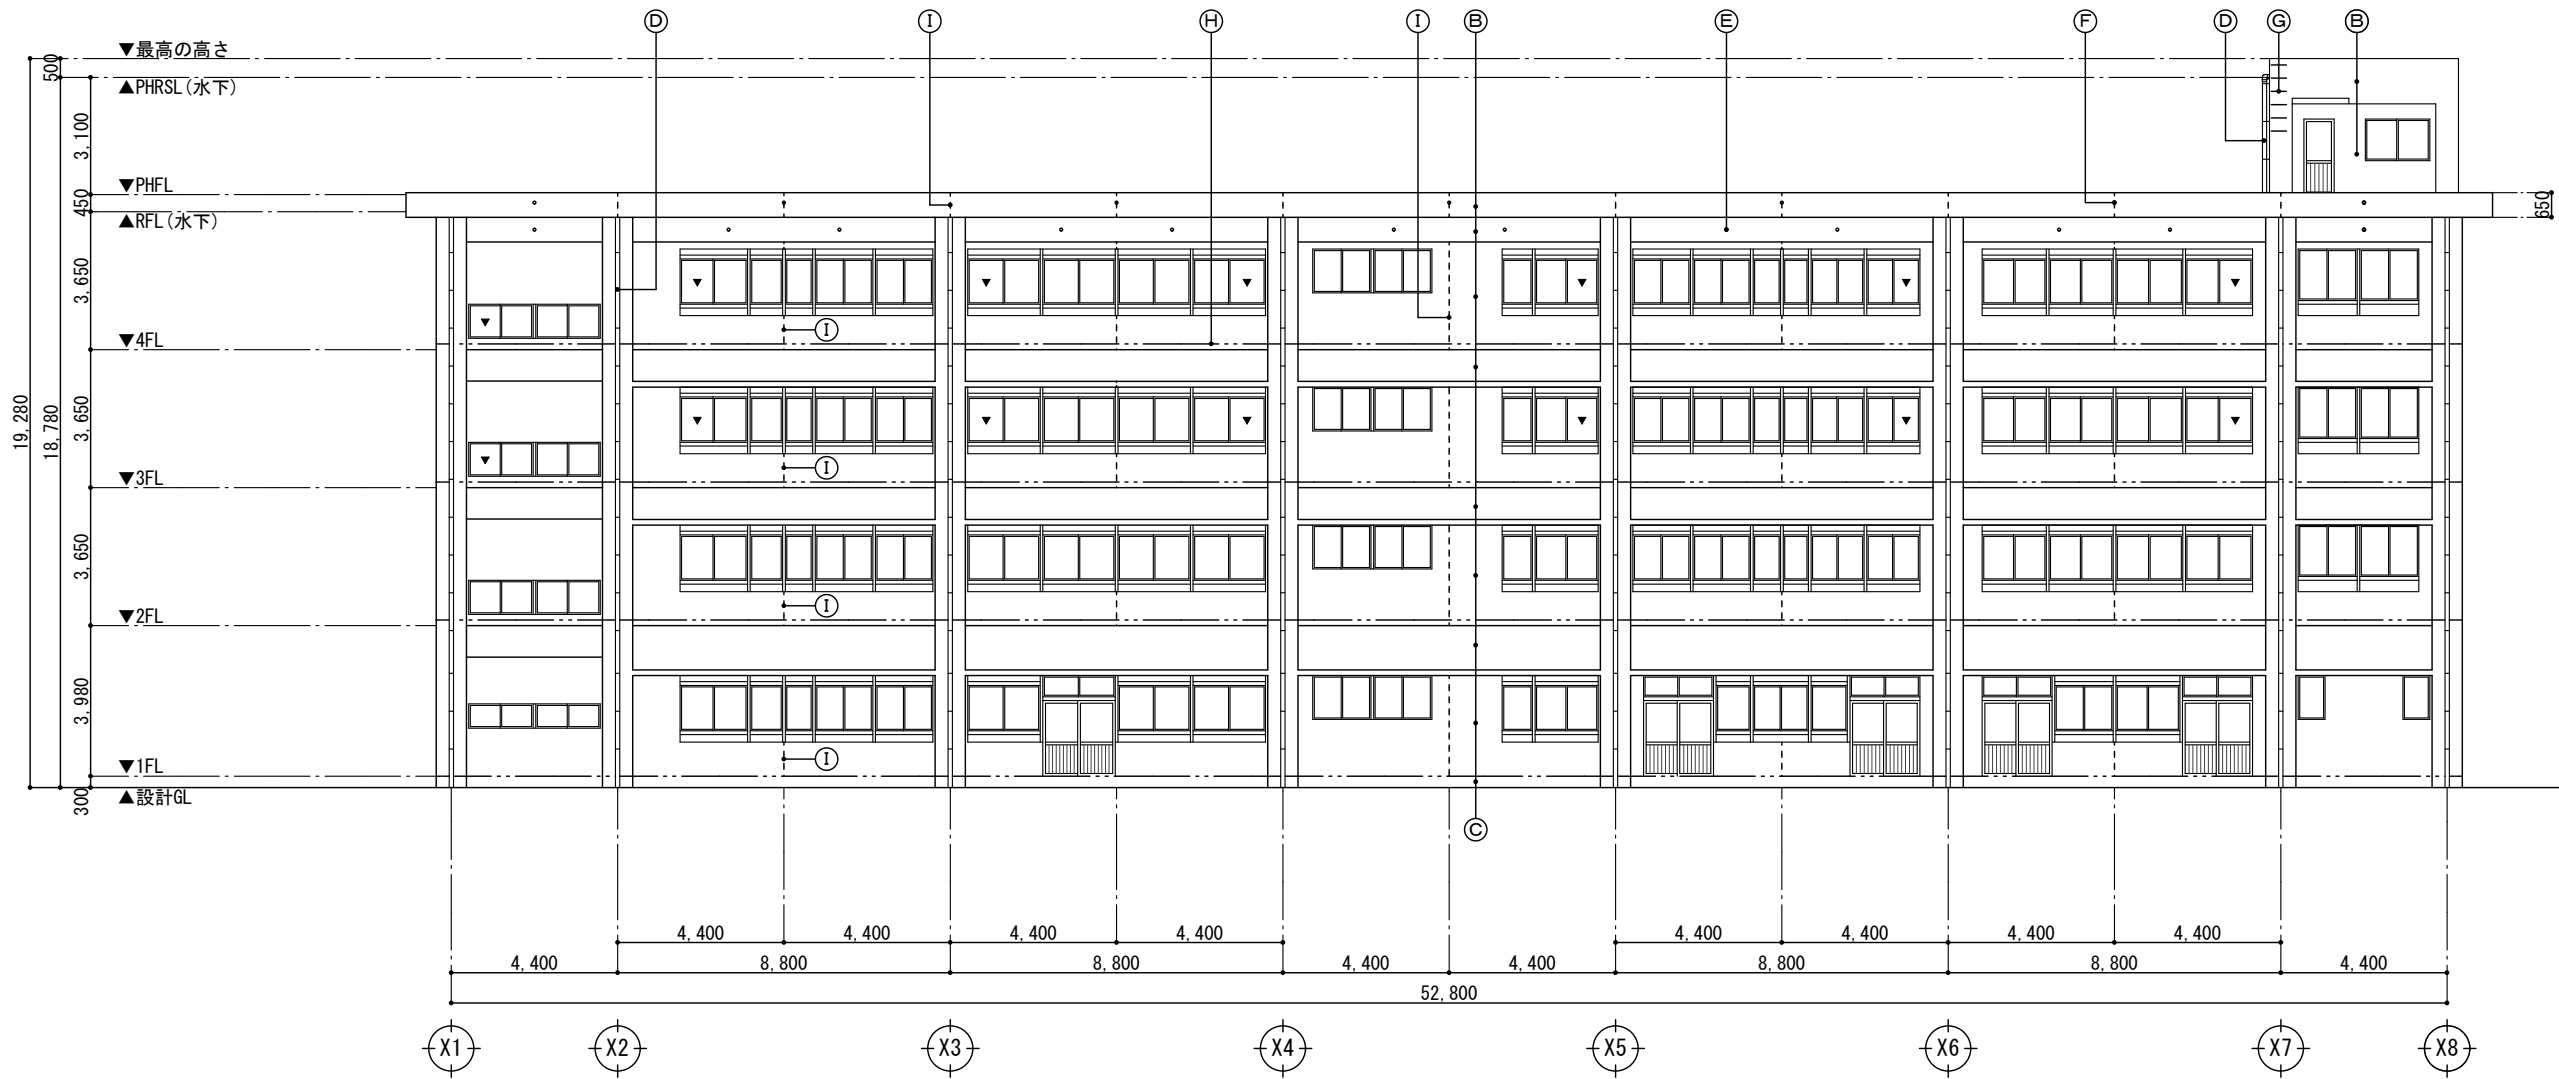 Ⓓ Ⓘ Ⓗ Ⓘ Ⓑ Ⓔ Ⓕ Ⓓ Ⓖ Ⓑ
▼最高の高さ
500
▲PHRSL(水下)
3,100
▼PHFL
450
▲RFL(水下)
650
3,650
Ⓘ
▼4FL
19,280
18,780
3,650
Ⓘ
▼3FL
3,650
Ⓘ
▼2FL
3,980
Ⓘ
▼1FL
300
▲設計GL
Ⓒ
4,400 4,400 4,400 4,400 4,400 4,400 4,400 4,400
4,400 8,800 8,800 4,400 4,400 8,800 8,800 4,400
52,800
X1 X2 X3 X4 X5 X6 X7 X8